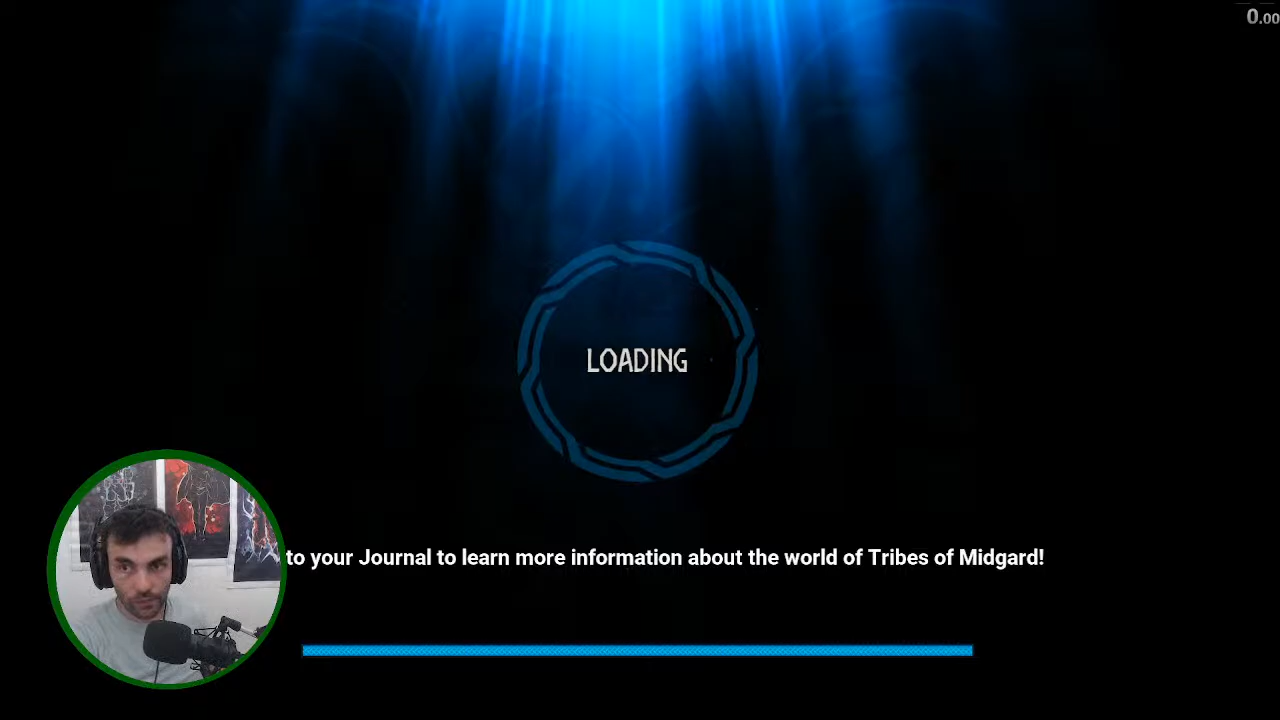 0.00
LOADING
to your Journal to learn more information about the world of Tribes of Midgard!